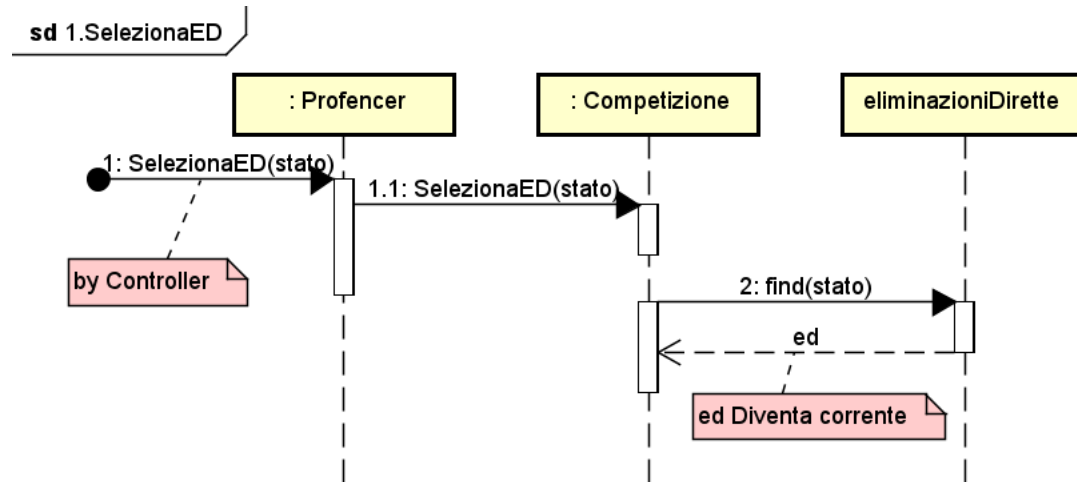 sd 1.SelezionaED
: Profencer
: Competizione
eliminazioniDirette
1: SelezionaED(stato)
1.1: SelezionaED(stato)
by Controller
2: find(stato)
ed
ed Diventa corrente